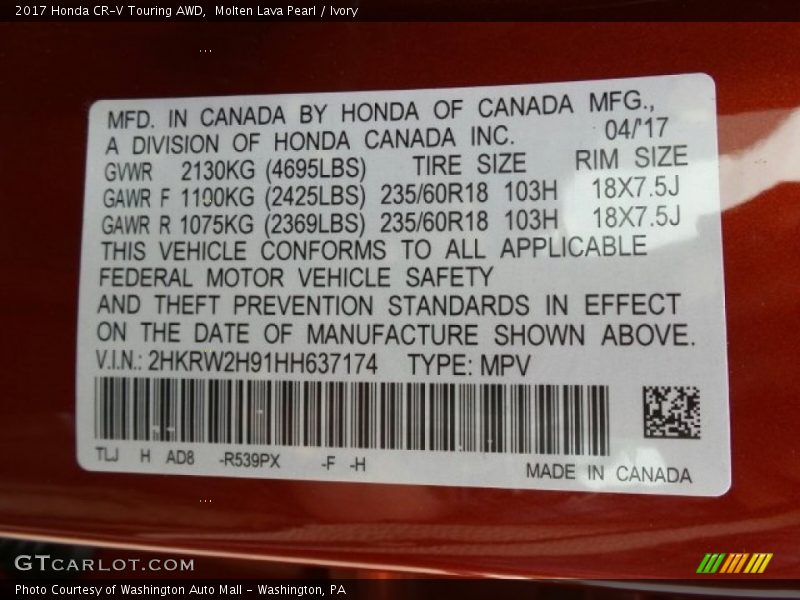 2017 Honda CR-V Touring AWD,  Molten Lava Pearl / Ivory
...
MFD. IN CANADA BY HONDA OF CANADA MFG.,
A DIVISION OF HONDA CANADA INC. 04/'17
GVWR 2130KG (4695LBS) TIRE SIZE RIM SIZE
GAWR F 1100KG (2425LBS) 235/60R18 103H 18X7.5J
GAWR R 1075KG (2369LBS) 235/60R18 103H 18X7.5J
THIS VEHICLE CONFORMS TO ALL APPLICABLE
FEDERAL MOTOR VEHICLE SAFETY
AND THEFT PREVENTION STANDARDS IN EFFECT
ON THE DATE OF MANUFACTURE SHOWN ABOVE.
V.I.N.: 2HKRW2H91HH637174 TYPE: MPV
TLJ H AD8 -R539PX -F -H MADE IN CANADA
...
GTCARLOT.COM
Photo Courtesy of Washington Auto Mall - Washington, PA